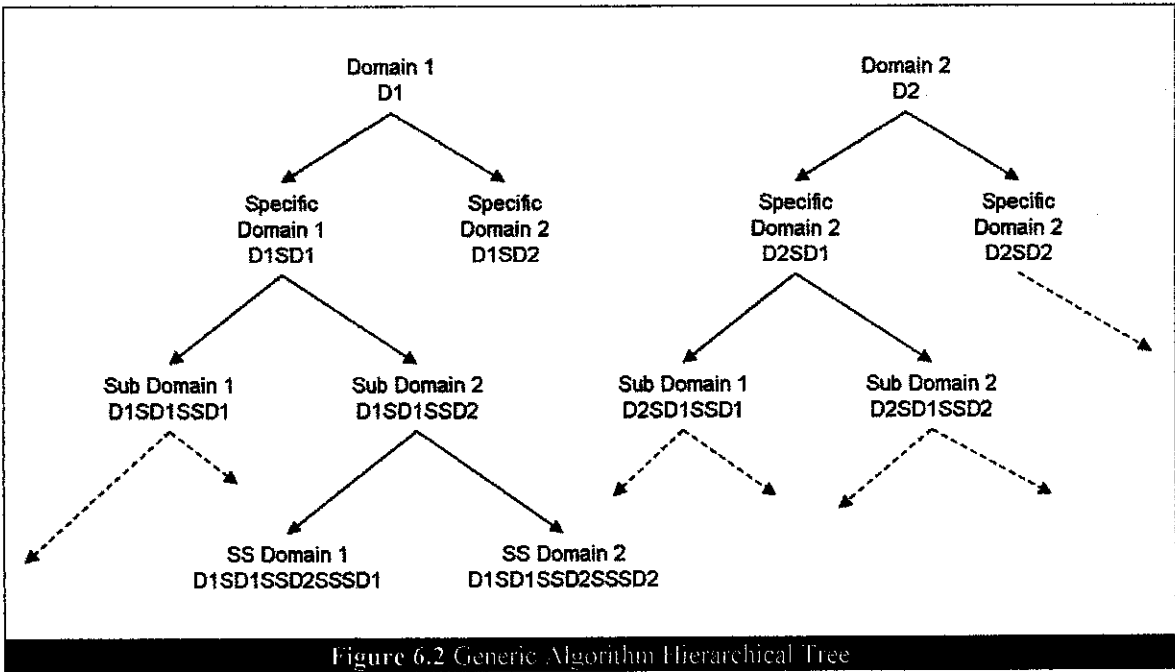 Domain 1
D1
Domain 2
D2
Specific
Domain 1
D1SD1
Specific
Domain 2
D1SD2
Specific
Domain 2
D2SD1
Specific
Domain 2
D2SD2
Sub Domain 1
D1SD1SSD1
Sub Domain 2
D1SD1SSD2
Sub Domain 1
D2SD1SSD1
Sub Domain 2
D2SD1SSD2
SS Domain 1
D1SD1SSD2SSSD1
SS Domain 2
D1SD1SSD2SSSD2
Figure 6.2 Generic Algorithm Hierarchical Tree